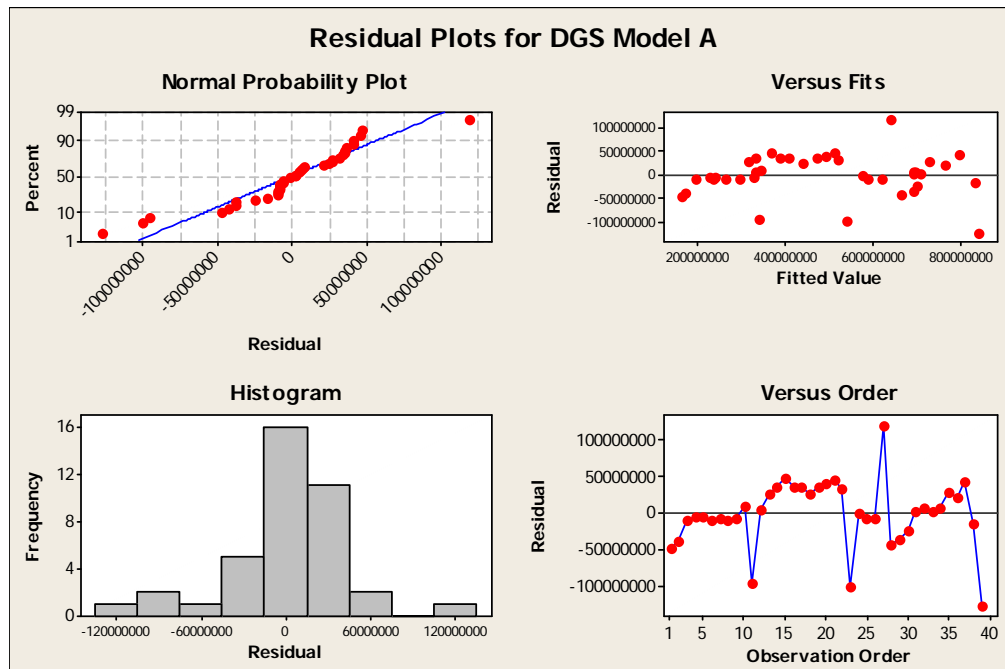 Residual Plots for DGS Model A
Normal Probability Plot
Percent
99
90
50
10
1
-100000000
-50000000
0
50000000
100000000
Residual
Versus Fits
Residual
100000000
50000000
0
-50000000
-100000000
200000000 400000000 600000000 800000000
Fitted Value
Histogram
Frequency
16
12
8
4
0
-120000000 -60000000 0 60000000 120000000
Residual
Versus Order
Residual
100000000
50000000
0
-50000000
-100000000
1 5 10 15 20 25 30 35 40
Observation Order